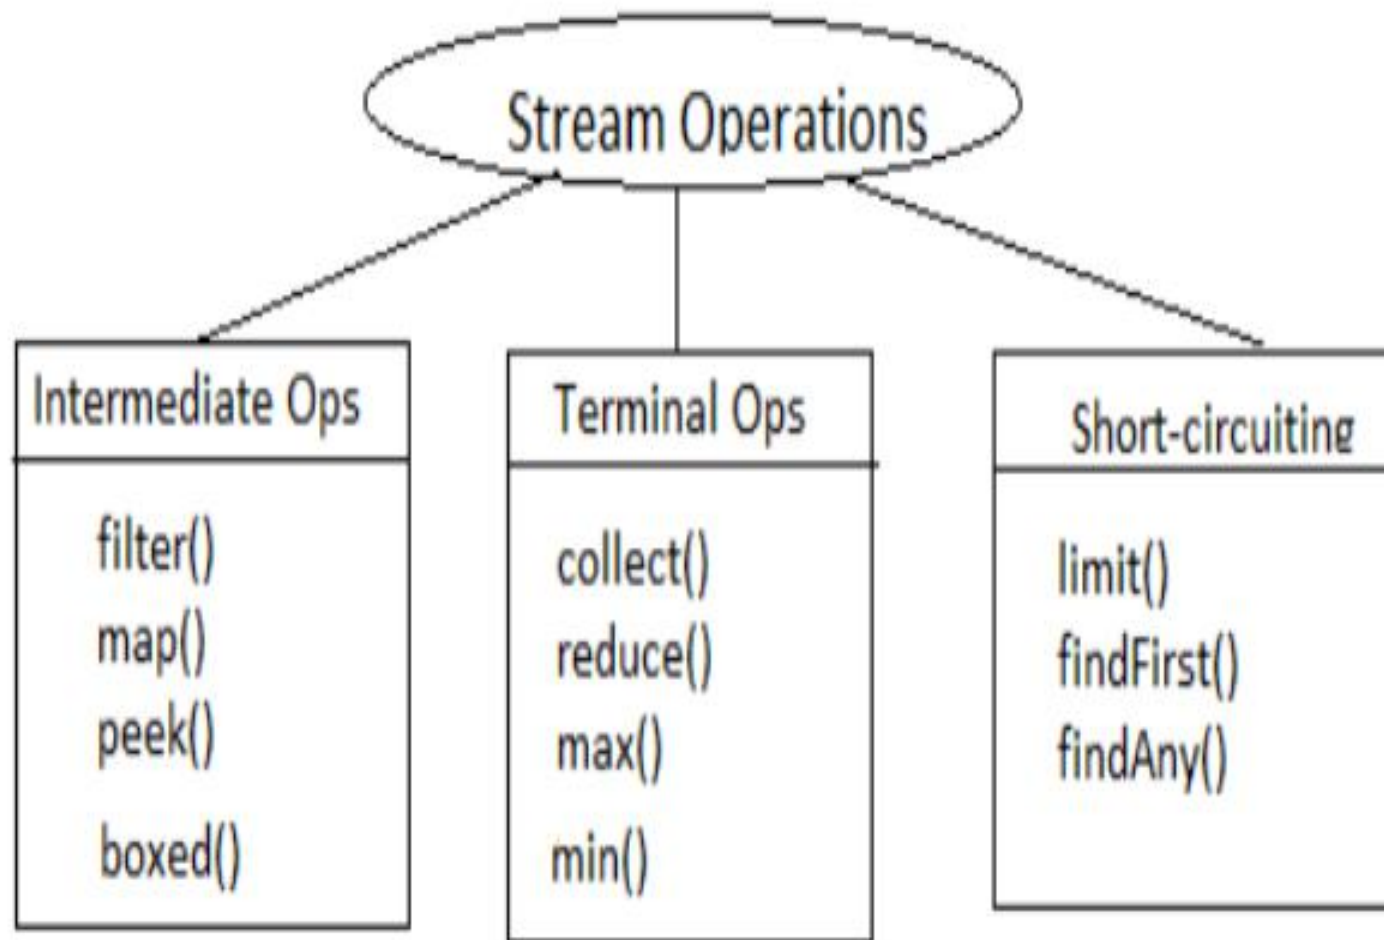 Stream Operations
Intermediate Ops
filter()
map()
peek()
boxed()
Terminal Ops
collect()
reduce()
max()
min()
Short-circuiting
limit()
findFirst()
findAny()